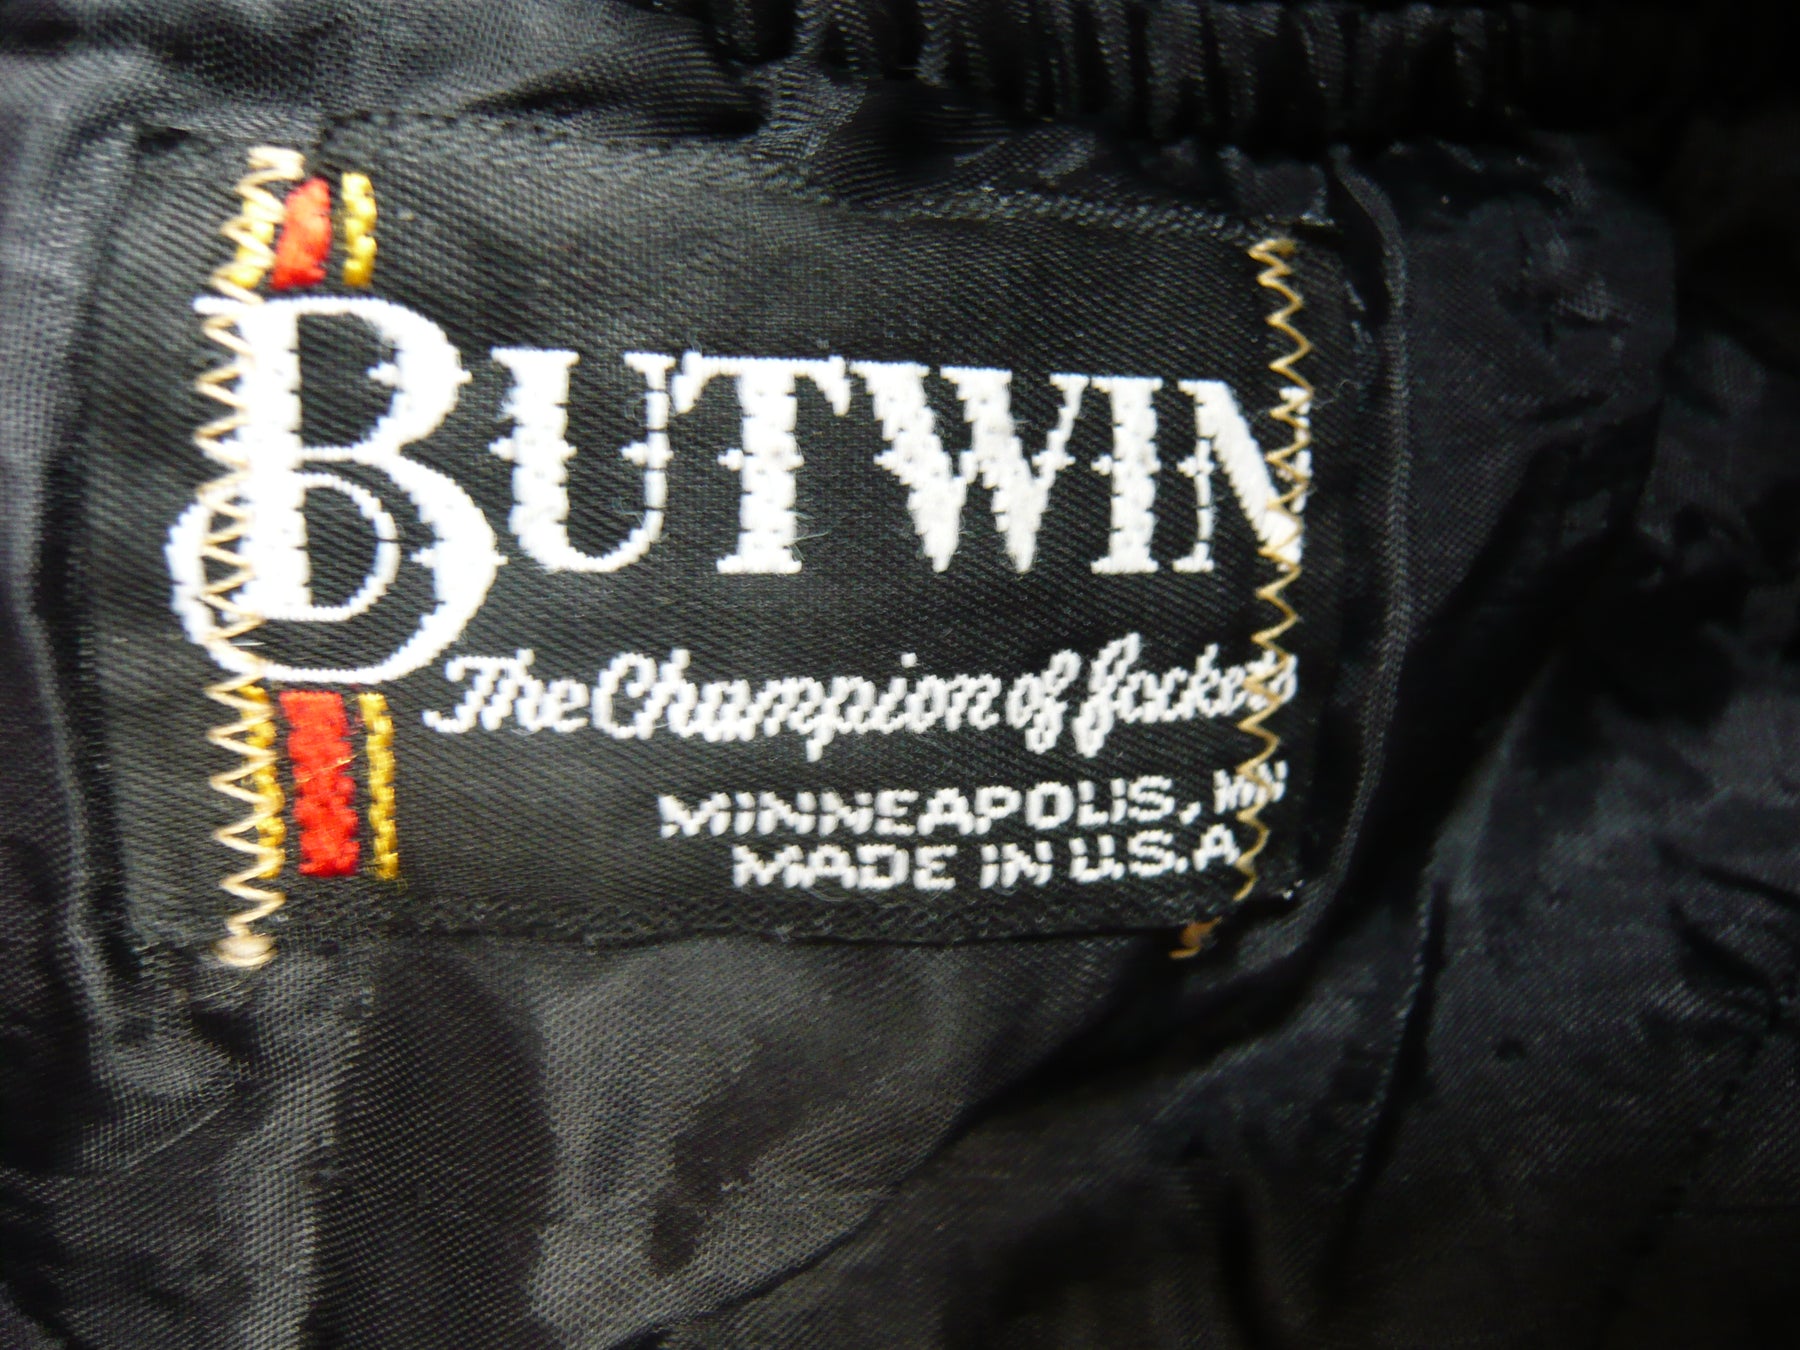 BUTWIN
The Champion of Jackets
MINNEAPOLIS, MN
MADE IN U.S.A